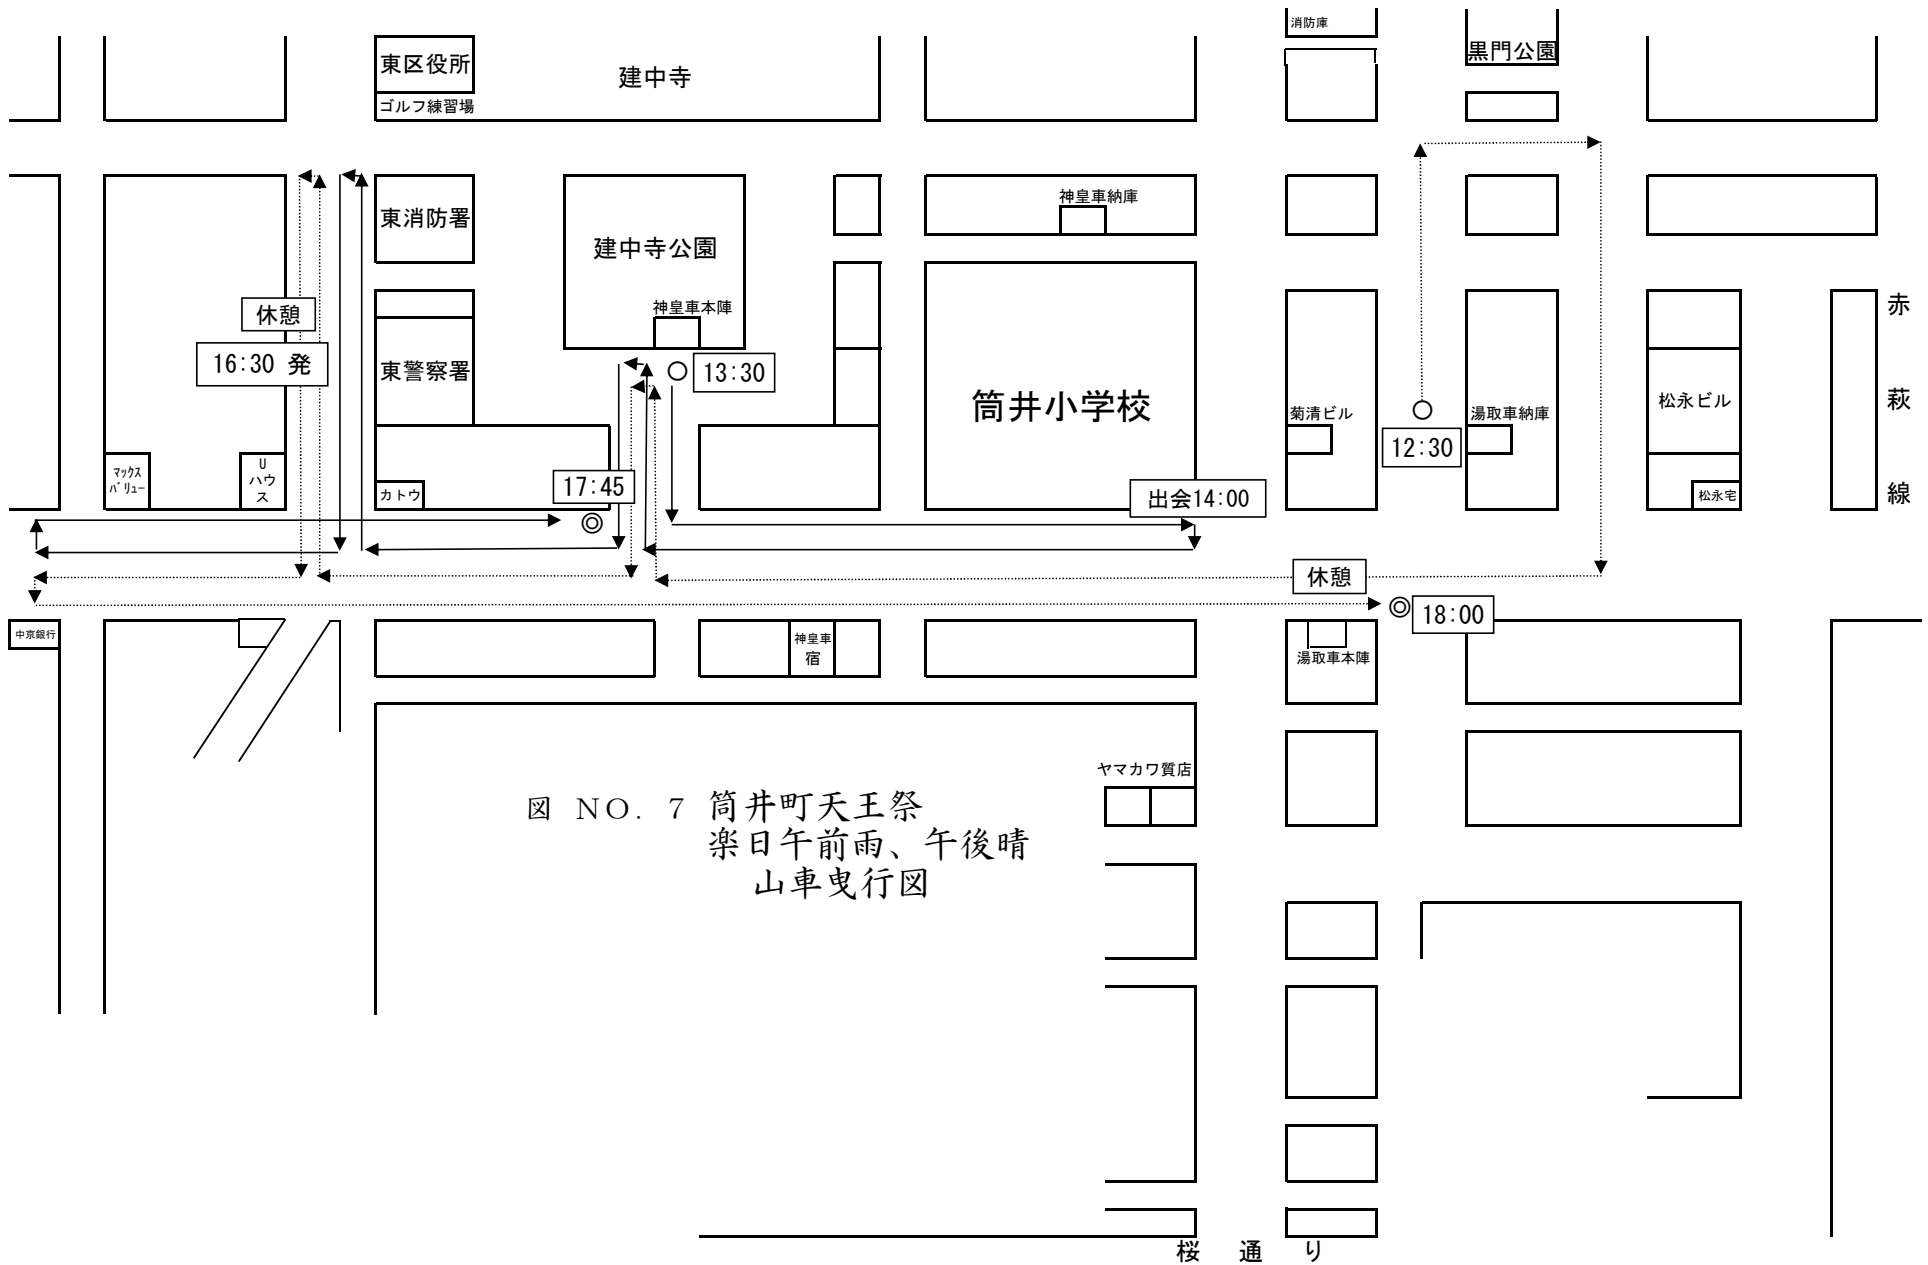 消防庫
黒門公園
東区役所
建中寺
ゴルフ練習場
神皇車納庫
東消防署
建中寺公園
休憩
神皇車本陣
赤
萩
線
16:30 発
東警察署
13:30
筒井小学校
菊清ビル
12:30
湯取車納庫
松永ビル
マックス
バリュー
U
ハウ
ス
カトウ
17:45
出会14:00
松永宅
休憩
18:00
中京銀行
神皇車
宿
湯取車本陣
ヤマカワ質店
図 NO. 7 筒井町天王祭
楽日午前雨、午後晴
山車曳行図
桜 通 り